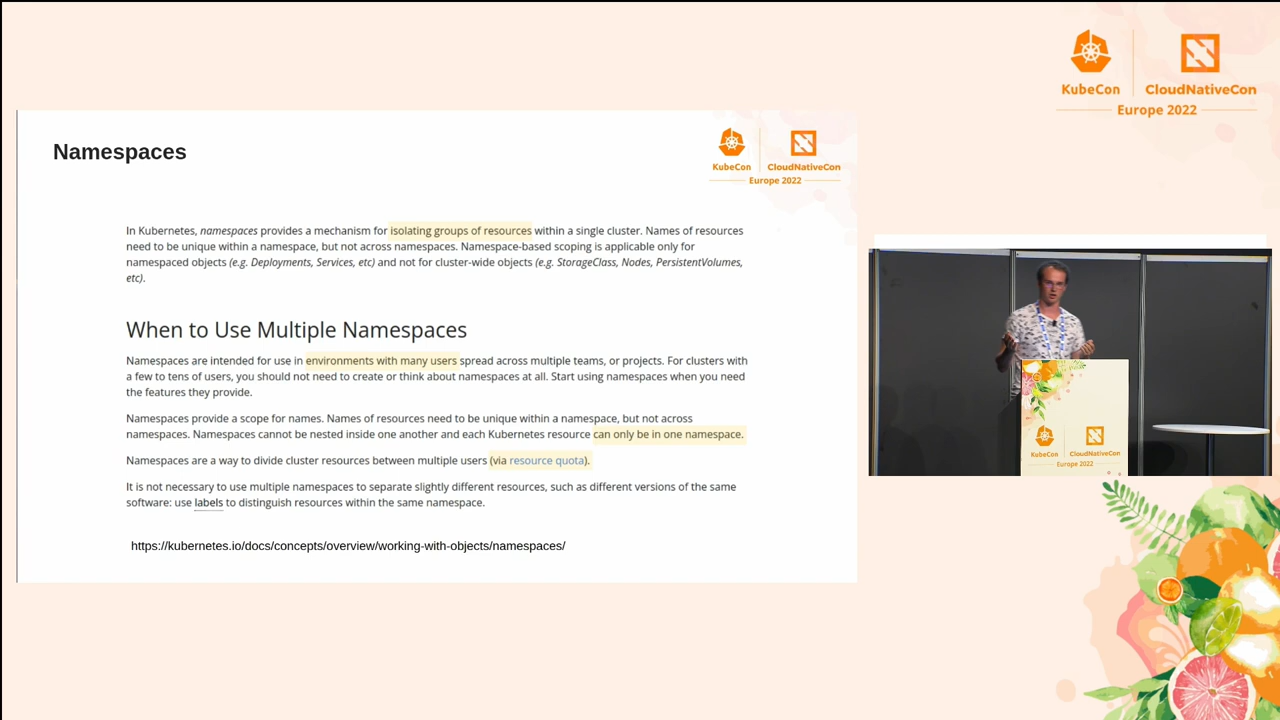 KubeCon
CloudNativeCon
Europe 2022
Namespaces
KubeCon
CloudNativeCon
Europe 2022
In Kubernetes, namespaces provides a mechanism for isolating groups of resources within a single cluster. Names of resources
need to be unique within a namespace, but not across namespaces. Namespace-based scoping is applicable only for
namespaced objects (e.g. Deployments, Services, etc) and not for cluster-wide objects (e.g. StorageClass, Nodes, PersistentVolumes,
etc).
When to Use Multiple Namespaces
Namespaces are intended for use in environments with many users spread across multiple teams, or projects. For clusters with
a few to tens of users, you should not need to create or think about namespaces at all. Start using namespaces when you need
the features they provide.
Namespaces provide a scope for names. Names of resources need to be unique within a namespace, but not across
namespaces. Namespaces cannot be nested inside one another and each Kubernetes resource can only be in one namespace.
Namespaces are a way to divide cluster resources between multiple users (via resource quota).
It is not necessary to use multiple namespaces to separate slightly different resources, such as different versions of the same
software: use labels to distinguish resources within the same namespace.
https://kubernetes.io/docs/concepts/overview/working-with-objects/namespaces/
KubeCon
CloudNativeCon
Europe 2022